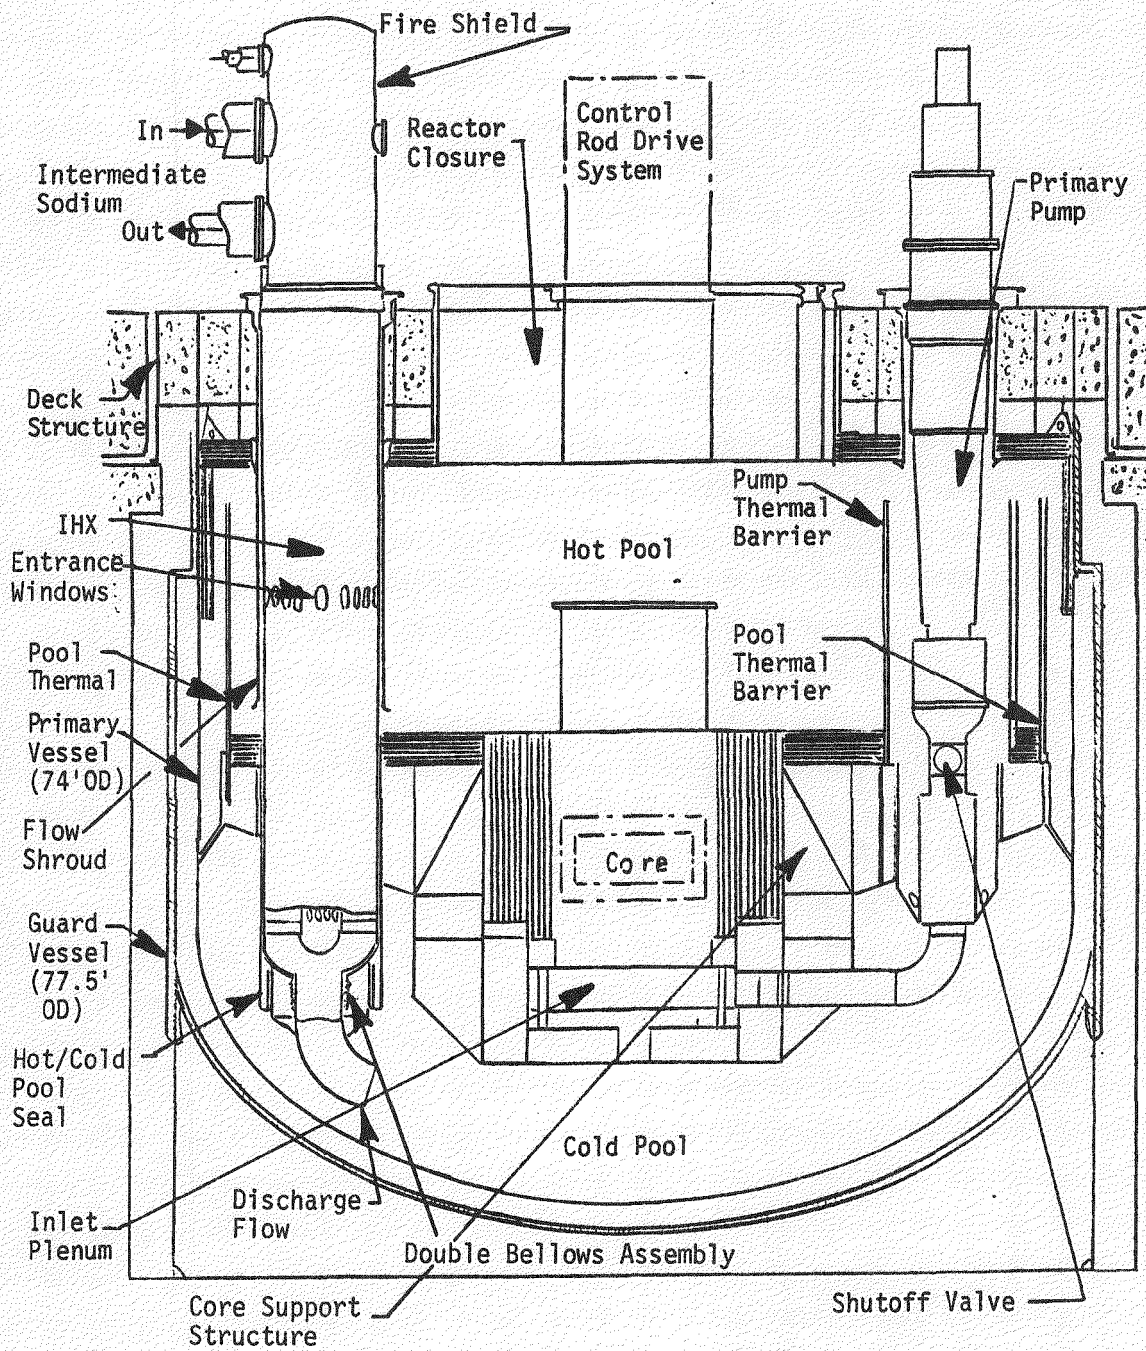 Fire Shield
In
Intermediate
Sodium
Out
Reactor
Closure
Control
Rod Drive
System
Primary
Pump
Deck
Structure
IHX
Entrance
Windows
Hot Pool
Pump
Thermal
Barrier
Pool
Thermal
Primary
Vessel
(74'OD)
Flow
Shroud
Pool
Thermal
Barrier
Core
Guard
Vessel
(77.5'
OD)
Hot/Cold
Pool
Seal
Cold Pool
Discharge
Flow
Inlet
Plenum
Double Bellows Assembly
Core Support
Structure
Shutoff Valve